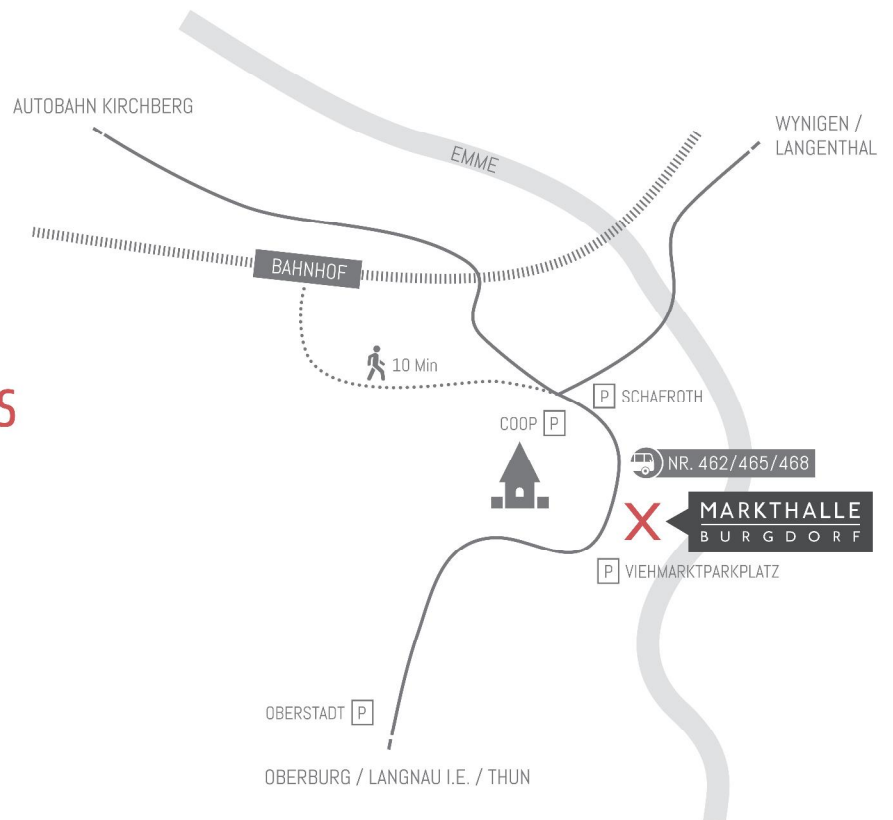 AUTOBAHN KIRCHBERG
WYNIGEN /
LANGENTHAL
EMME
BAHNHOF
10 Min
S
P SCHAFROTH
COOP P
NR. 462/465/468
X
MARKTHALLE
BURGDORF
P VIEHMARKTPARKPLATZ
OBERSTADT P
OBERBURG / LANGNAU I.E. / THUN